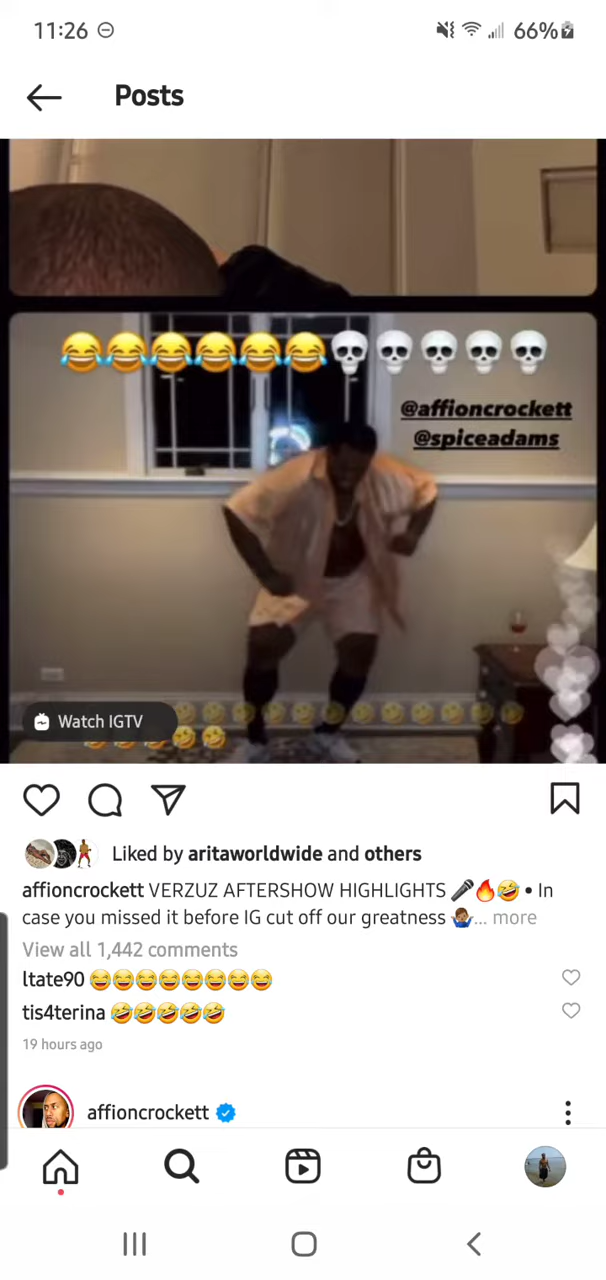 11:26 66%
Posts
😂😂😂😂😂😂💀💀💀💀💀
@affioncrockett
@spiceadams
Watch IGTV
Liked by aritaworldwide and others
affioncrockett VERZUZ AFTERSHOW HIGHLIGHTS 🎤🔥🤣 • In
case you missed it before IG cut off our greatness 🤷🏽‍♂️... more
View all 1,442 comments
ltate90 😂😂😂😂😂😂😂😂
tis4terina 🤣🤣🤣🤣🤣
19 hours ago
affioncrockett